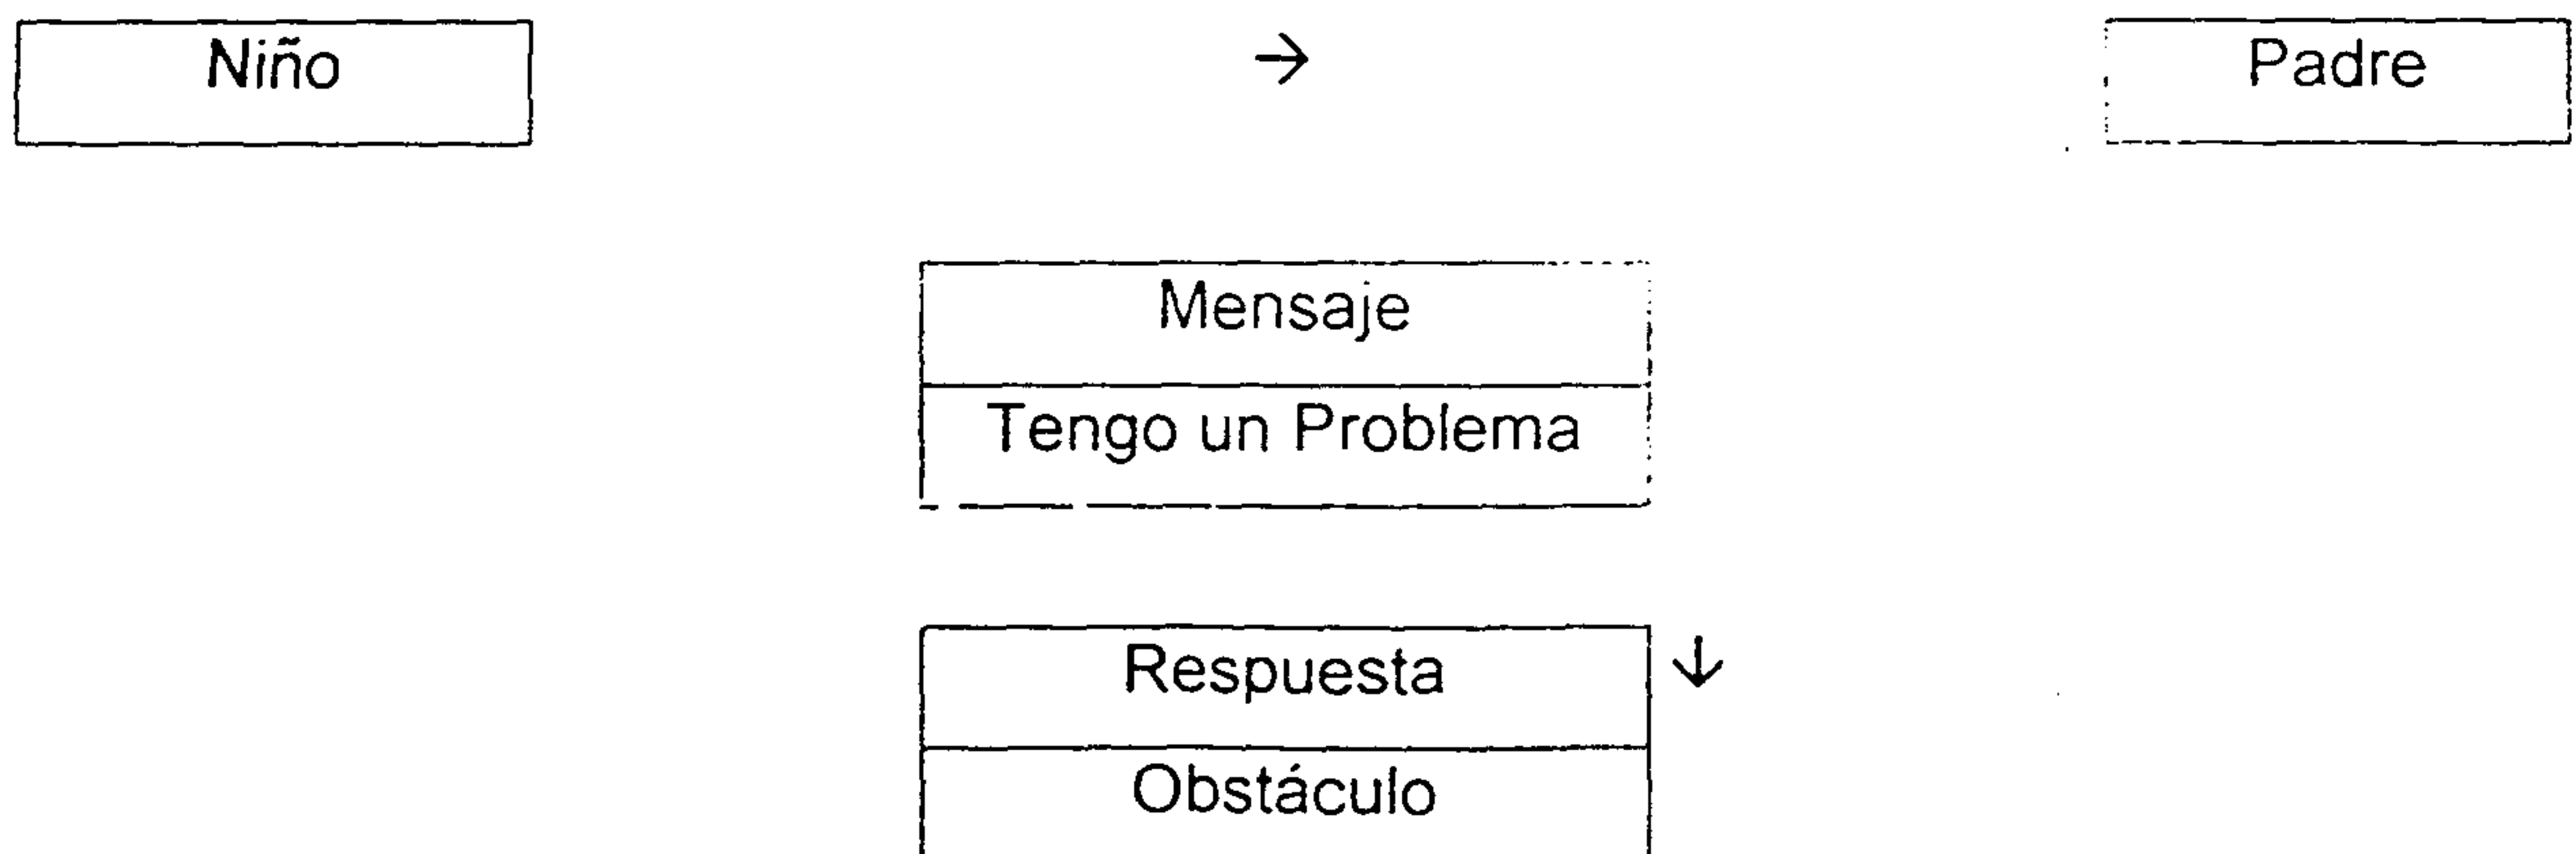 Niño → Padre
Mensaje
Tengo un Problema
Respuesta ↓
Obstáculo